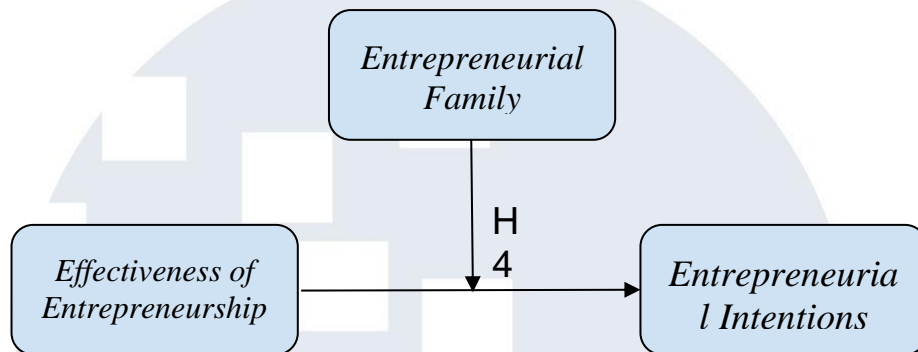 Entrepreneurial
Family
H
4
Effectiveness of
Entrepreneurship
Entrepreneuria
l Intentions